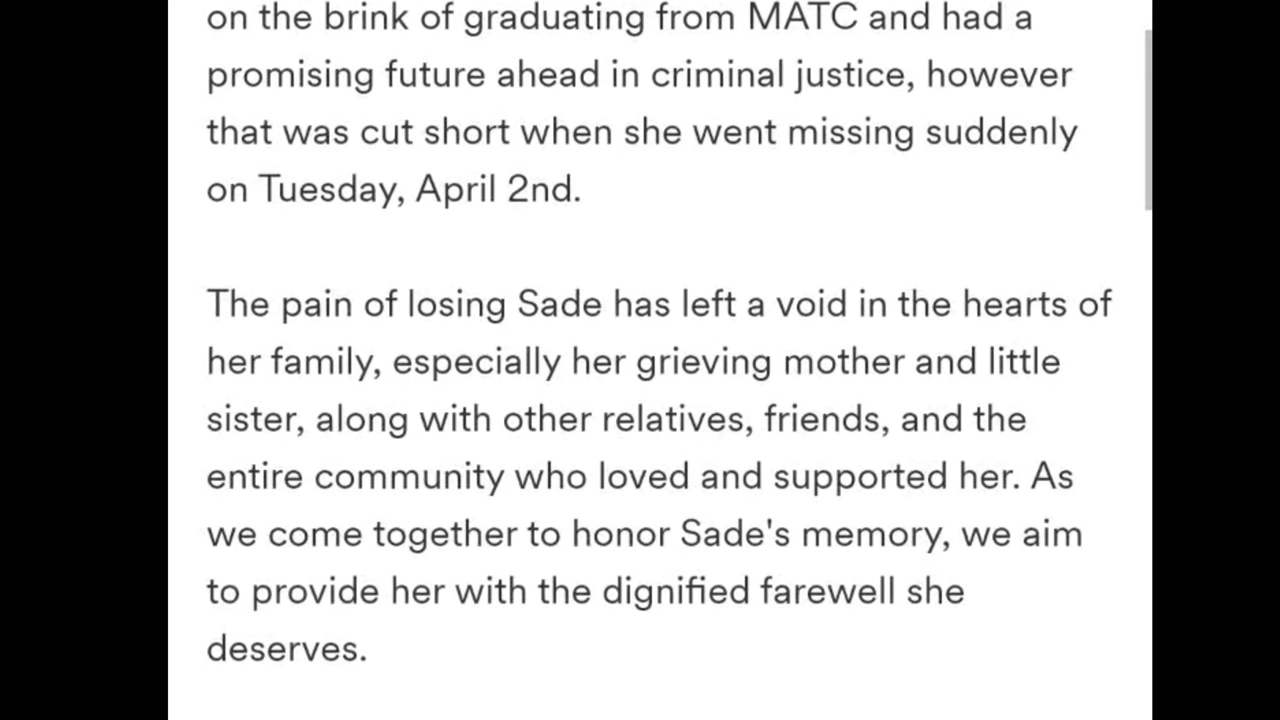 on the brink of graduating from MATC and had a
promising future ahead in criminal justice, however
that was cut short when she went missing suddenly
on Tuesday, April 2nd.
The pain of losing Sade has left a void in the hearts of
her family, especially her grieving mother and little
sister, along with other relatives, friends, and the
entire community who loved and supported her. As
we come together to honor Sade's memory, we aim
to provide her with the dignified farewell she
deserves.